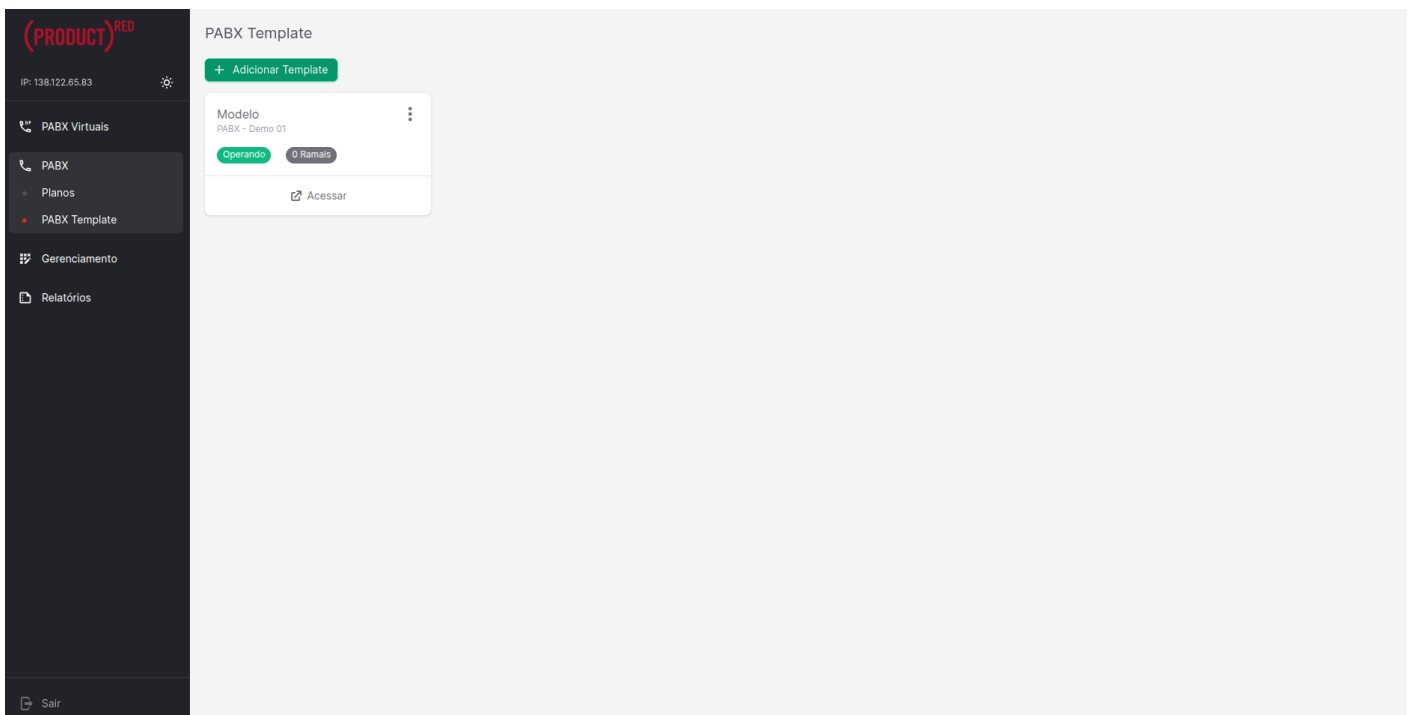 (PRODUCT)RED
IP: 138.122.65.83
PABX Virtuais
PABX
Planos
PABX Template
Gerenciamento
Relatórios
Sair
PABX Template
+ Adicionar Template
Modelo
PABX - Demo 01
Operando 0 Ramais
Acessar